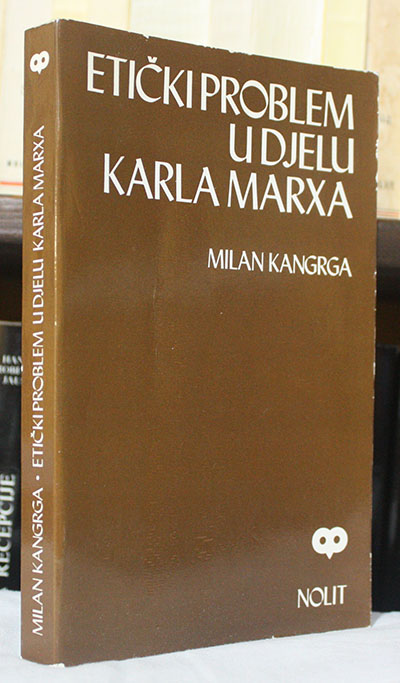 ETIČKI PROBLEM
U DJELU
KARLA MARXA
MILAN KANGRGA
NOLIT
MILAN KANGRGA • ETIČKI PROBLEM U DJELU KARLA MARXA
RECEPCIJE